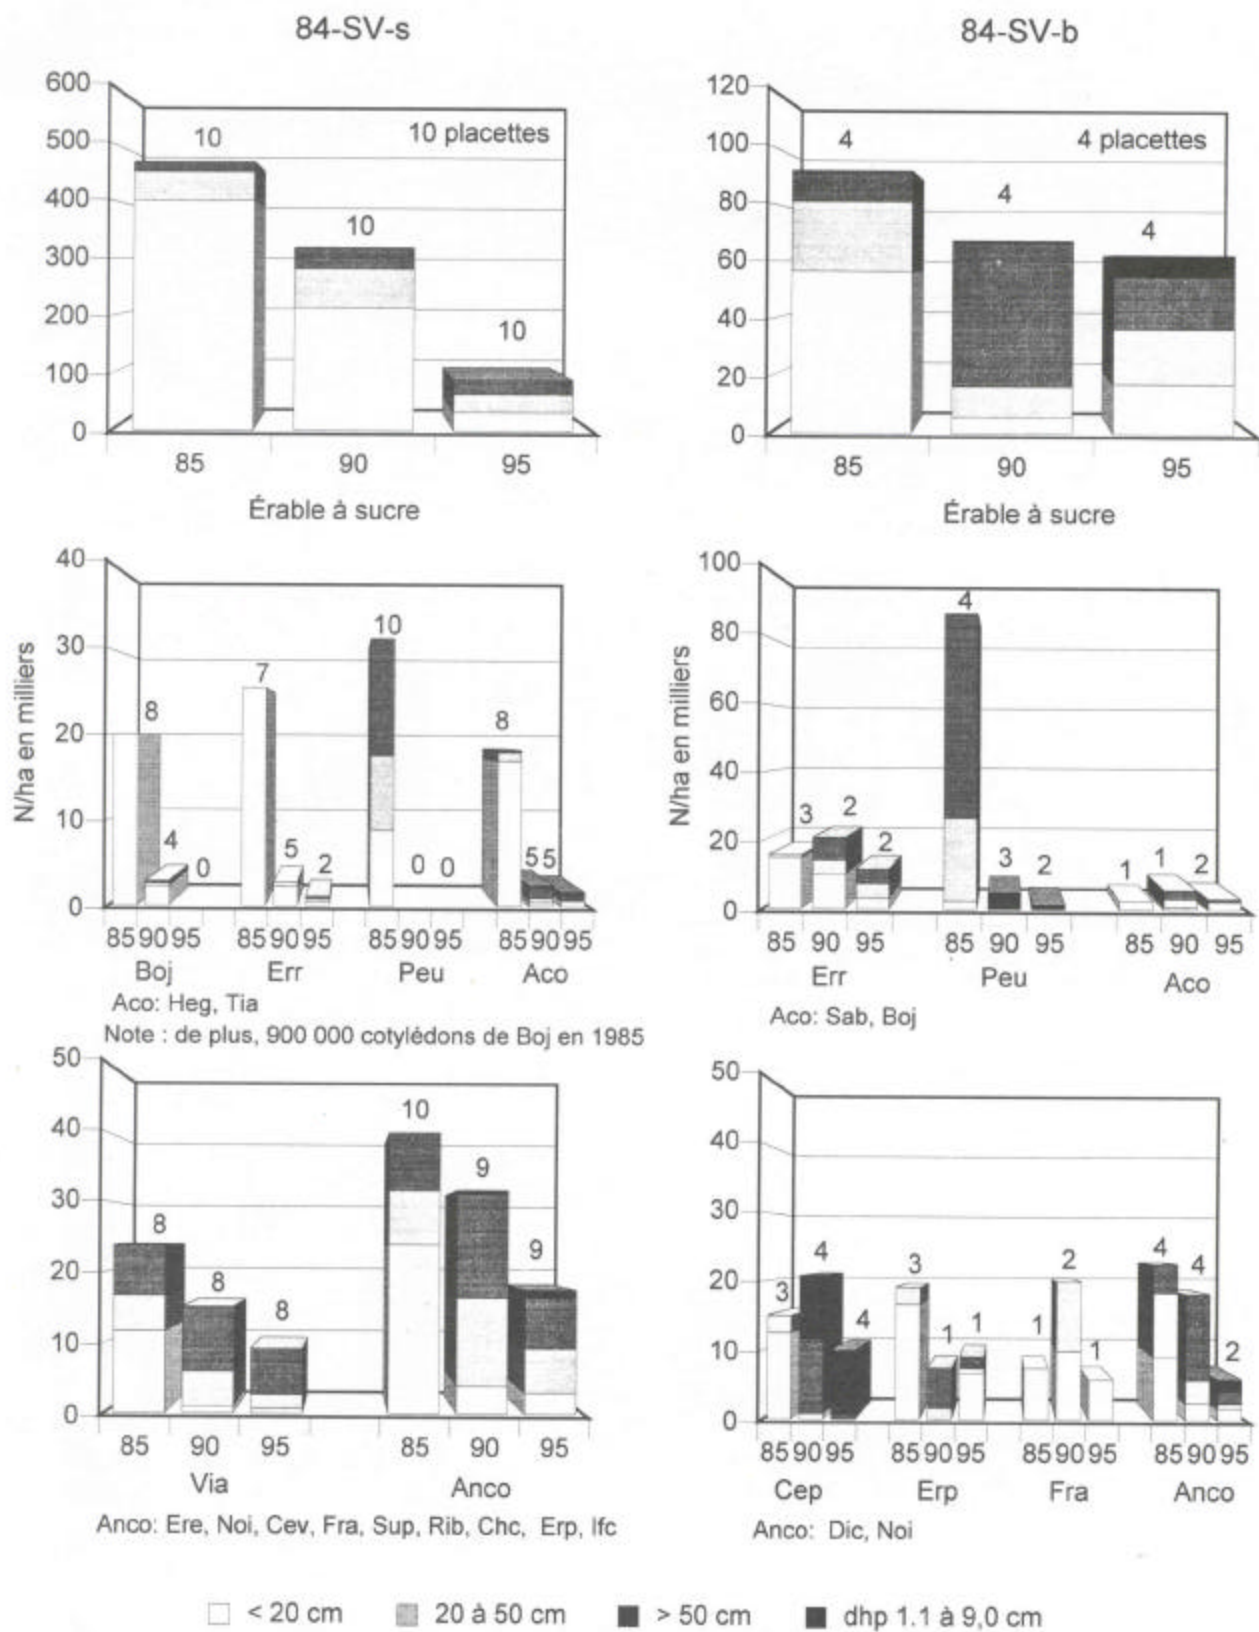 84-SV-s
600
500
400
300
200
100
0
10 placettes
10
10
10
85 90 95
Érable à sucre
84-SV-b
120
100
80
60
40
20
0
4 placettes
4
4
4
85 90 95
Érable à sucre
N/ha en milliers
40
30
20
10
0
8 4 0 7 5 2 10 0 0 8 5 5
85 90 95 85 90 95 85 90 95 85 90 95
Boj Err Peu Aco
Aco: Heg, Tia
Note : de plus, 900 000 cotylédons de Boj en 1985
N/ha en milliers
100
80
60
40
20
0
3 2 2 4 3 2 1 1 2
85 90 95 85 90 95 85 90 95
Err Peu Aco
Aco: Sab, Boj
50
40
30
20
10
0
8 8 8 10 9 9
85 90 95 85 90 95
Via Anco
Anco: Ere, Noi, Cev, Fra, Sup, Rib, Chc, Erp, Ifc
50
40
30
20
10
0
3 4 4 3 1 1 1 2 1 4 4 2
85 90 95 85 90 95 85 90 95 85 90 95
Cep Erp Fra Anco
Anco: Dic, Noi
< 20 cm 20 à 50 cm > 50 cm dhp 1.1 à 9,0 cm